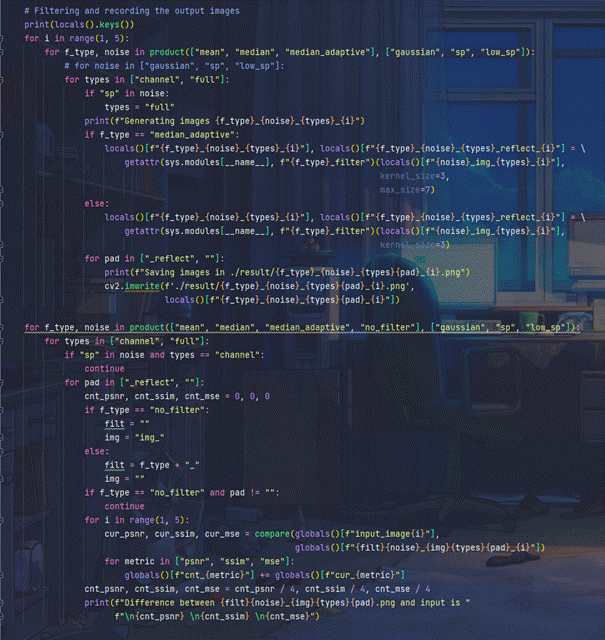 # Filtering and recording the output images
print(locals().keys())
for i in range(1, 5):
    for f_type, noise in product(["mean", "median", "median_adaptive"], ["gaussian", "sp", "low_sp"]):
        # for noise in ["gaussian", "sp", "low_sp"]:
        for types in ["channel", "full"]:
            if "sp" in noise:
                types = "full"
            print(f"Generating images {f_type}_{noise}_{types}_{i}")
            if f_type == "median_adaptive":
                locals()[f"{f_type}_{noise}_{types}_{i}"], locals()[f"{f_type}_{noise}_{types}_reflect_{i}"] = \
                    getattr(sys.modules[__name__], f"{f_type}_filter")(locals()[f"{noise}_img_{types}_{i}"],
                                                                       kernel_size=3,
                                                                       max_size=7)
            else:
                locals()[f"{f_type}_{noise}_{types}_{i}"], locals()[f"{f_type}_{noise}_{types}_reflect_{i}"] = \
                    getattr(sys.modules[__name__], f"{f_type}_filter")(locals()[f"{noise}_img_{types}_{i}"],
                                                                       kernel_size=3)
            for pad in ["_reflect", ""]:
                print(f"Saving images in ./result/{f_type}_{noise}_{types}{pad}_{i}.png")
                cv2.imwrite(f'./result/{f_type}_{noise}_{types}{pad}_{i}.png',
                            locals()[f"{f_type}_{noise}_{types}{pad}_{i}"])
for f_type, noise in product(["mean", "median", "median_adaptive", "no_filter"], ["gaussian", "sp", "low_sp"]):
    for types in ["channel", "full"]:
        if "sp" in noise and types == "channel":
            continue
        for pad in ["_reflect", ""]:
            cnt_psnr, cnt_ssim, cnt_mse = 0, 0, 0
            if f_type == "no_filter":
                filt = ""
                img = "img_"
            else:
                filt = f_type + "_"
                img = ""
            if f_type == "no_filter" and pad != "":
                continue
            for i in range(1, 5):
                cur_psnr, cur_ssim, cur_mse = compare(globals()[f"input_image{i}"],
                                                      globals()[f"{filt}{noise}_{img}{types}{pad}_{i}"])
                for metric in ["psnr", "ssim", "mse"]:
                    globals()[f"cnt_{metric}"] += globals()[f"cur_{metric}"]
            cnt_psnr, cnt_ssim, cnt_mse = cnt_psnr / 4, cnt_ssim / 4, cnt_mse / 4
            print(f"Difference between {filt}{noise}_{img}{types}{pad}.png and input is "
                  f"\n{cnt_psnr} \n{cnt_ssim} \n{cnt_mse}")